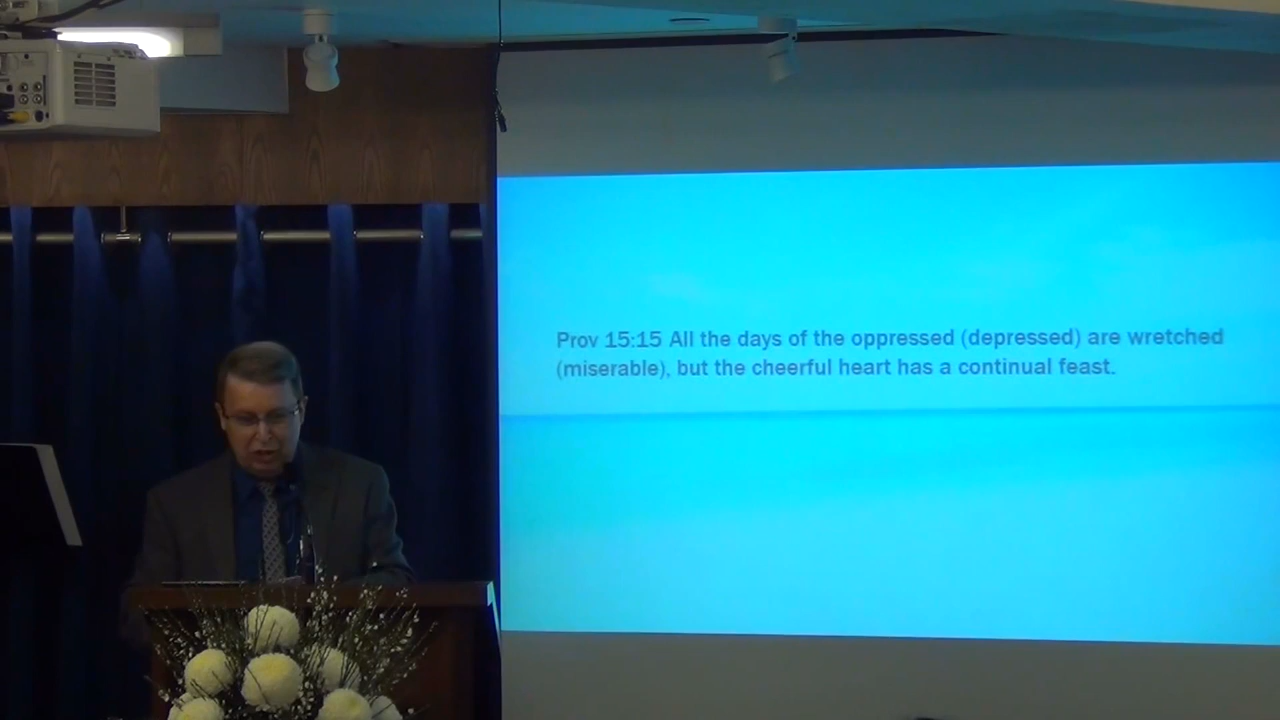 Prov 15:15 All the days of the oppressed (depressed) are wretched
(miserable), but the cheerful heart has a continual feast.